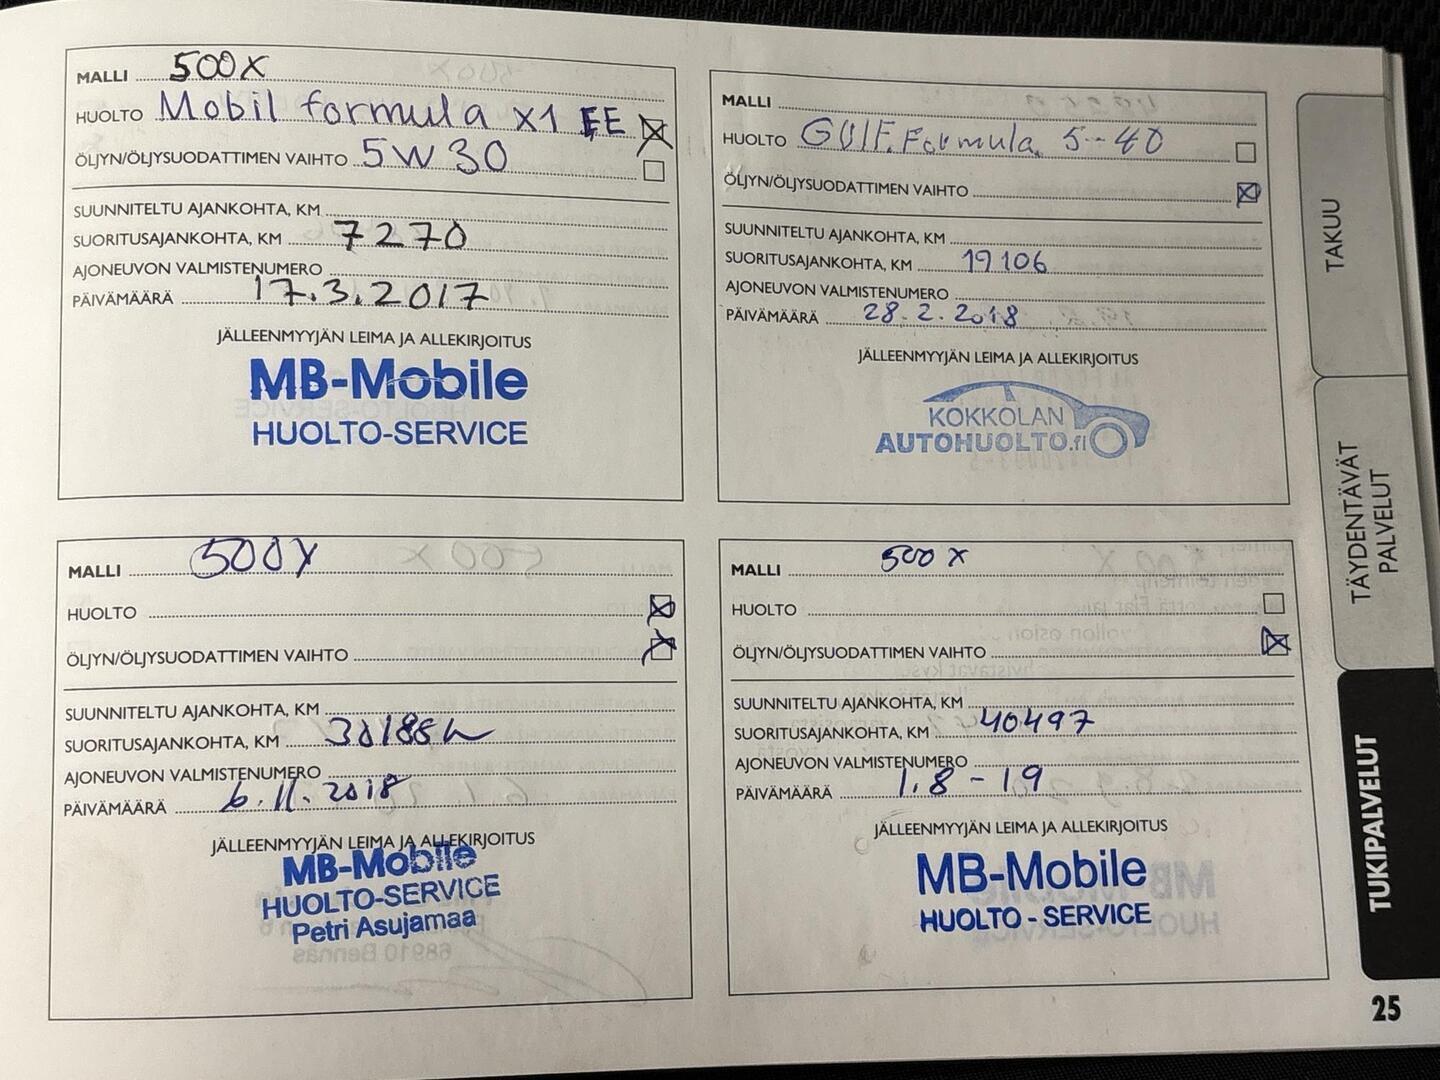 MALLI 500X
HUOLTO Mobil formula X1 FE
ÖLJYN/ÖLJYSUODATTIMEN VAIHTO 5W30
SUUNNITELTU AJANKOHTA, KM
SUORITUSAJANKOHTA, KM 7270
AJONEUVON VALMISTENUMERO
PÄIVÄMÄÄRÄ 17.3.2017
JÄLLEENMYYJÄN LEIMA JA ALLEKIRJOITUS
MB-Mobile
HUOLTO-SERVICE
MALLI
HUOLTO GULF.Formula. 5-40
ÖLJYN/ÖLJYSUODATTIMEN VAIHTO
SUUNNITELTU AJANKOHTA, KM
SUORITUSAJANKOHTA, KM 19106
AJONEUVON VALMISTENUMERO
PÄIVÄMÄÄRÄ 28.2.2018
JÄLLEENMYYJÄN LEIMA JA ALLEKIRJOITUS
KOKKOLAN
AUTOHUOLTO.fi
MALLI 500X
HUOLTO
ÖLJYN/ÖLJYSUODATTIMEN VAIHTO
SUUNNITELTU AJANKOHTA, KM
SUORITUSAJANKOHTA, KM
AJONEUVON VALMISTENUMERO
PÄIVÄMÄÄRÄ 6.11.2018
JÄLLEENMYYJÄN LEIMA JA ALLEKIRJOITUS
MB-Mobile
HUOLTO-SERVICE
Petri Asujamaa
MALLI 500X
HUOLTO
ÖLJYN/ÖLJYSUODATTIMEN VAIHTO
SUUNNITELTU AJANKOHTA, KM
SUORITUSAJANKOHTA, KM 40497
AJONEUVON VALMISTENUMERO
PÄIVÄMÄÄRÄ 1.8-19
JÄLLEENMYYJÄN LEIMA JA ALLEKIRJOITUS
MB-Mobile
HUOLTO-SERVICE
TAKUU
TÄYDENTÄVÄT
PALVELUT
TUKIPALVELUT
25